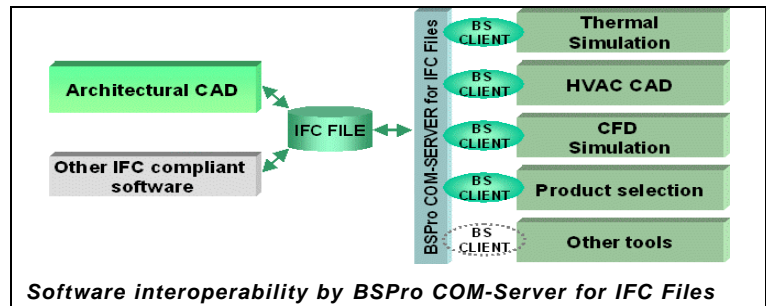 Architectural CAD
Other IFC compliant
software
IFC FILE
BSPro COM-SERVER for IFC Files
BS
CLIENT
Thermal
Simulation
BS
CLIENT
HVAC CAD
BS
CLIENT
CFD
Simulation
BS
CLIENT
Product selection
BS
CLIENT
Other tools
Software interoperability by BSPro COM-Server for IFC Files